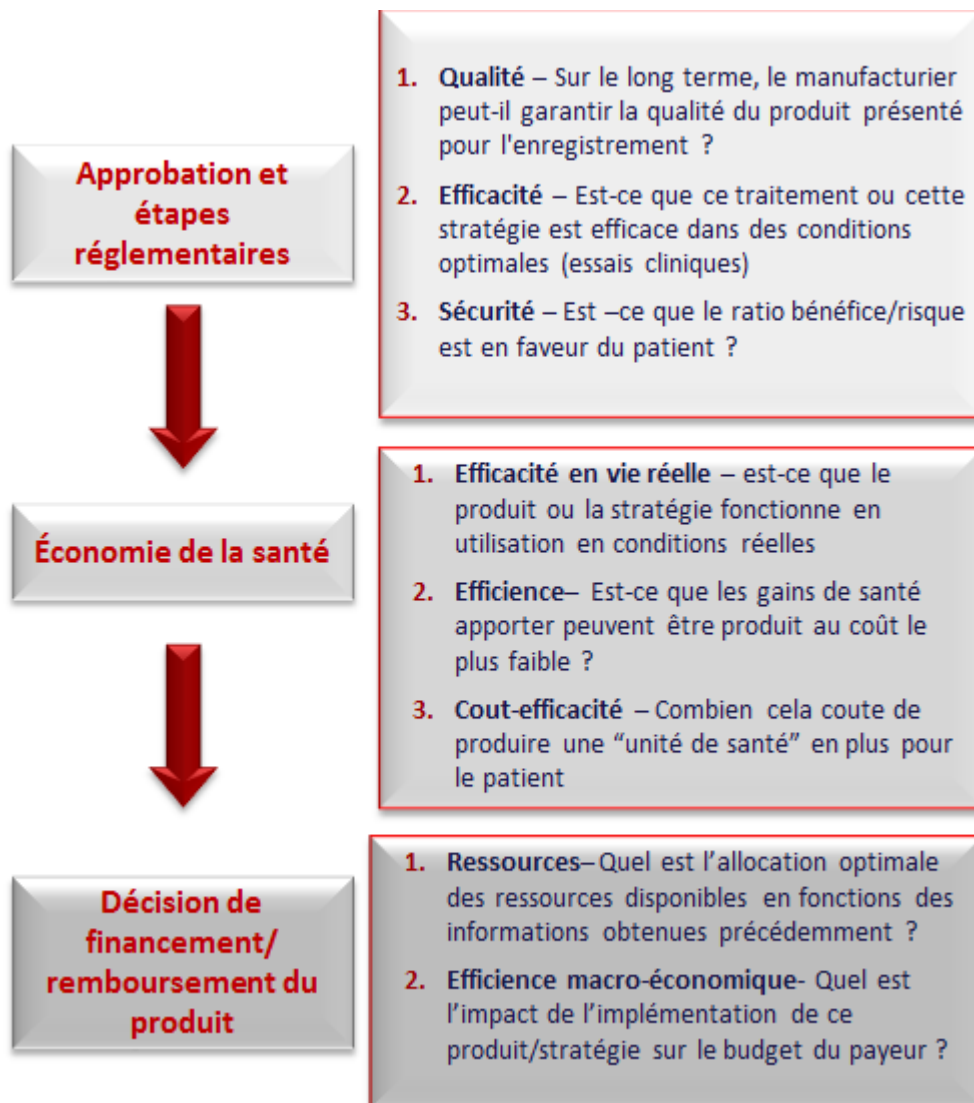 Approbation et
étapes
réglementaires
1. Qualité – Sur le long terme, le manufacturier
peut-il garantir la qualité du produit présenté
pour l'enregistrement ?
2. Efficacité – Est-ce que ce traitement ou cette
stratégie est efficace dans des conditions
optimales (essais cliniques)
3. Sécurité – Est –ce que le ratio bénéfice/risque
est en faveur du patient ?
Économie de la santé
1. Efficacité en vie réelle – est-ce que le
produit ou la stratégie fonctionne en
utilisation en conditions réelles
2. Efficience– Est-ce que les gains de santé
apporter peuvent être produit au coût le
plus faible ?
3. Cout-efficacité – Combien cela coute de
produire une “unité de santé” en plus pour
le patient
Décision de
financement/
remboursement du
produit
1. Ressources– Quel est l’allocation optimale
des ressources disponibles en fonctions des
informations obtenues précédemment ?
2. Efficience macro-économique- Quel est
l’impact de l’implémentation de ce
produit/stratégie sur le budget du payeur ?